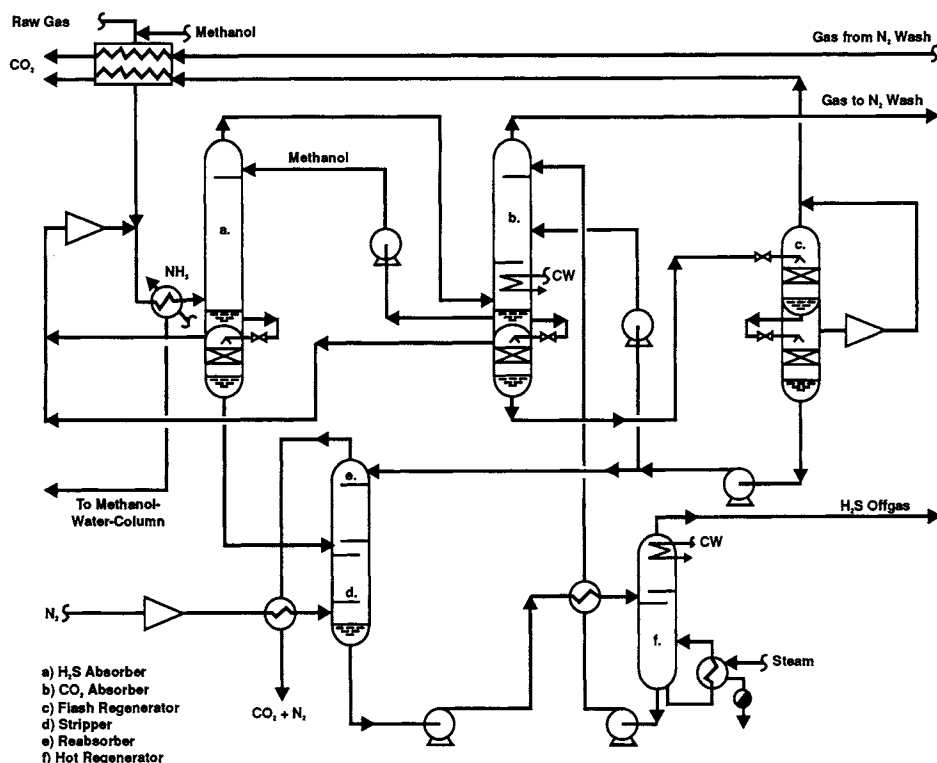 Raw Gas
Methanol
Gas from N₂ Wash
CO₂
Gas to N₂ Wash
Methanol
a.
b.
c.
NH₃
CW
To Methanol-
Water-Column
e.
H₂S Offgas
CW
d.
N₂
f.
Steam
CO₂ + N₂
a) H₂S Absorber
b) CO₂ Absorber
c) Flash Regenerator
d) Stripper
e) Reabsorber
f) Hot Regenerator